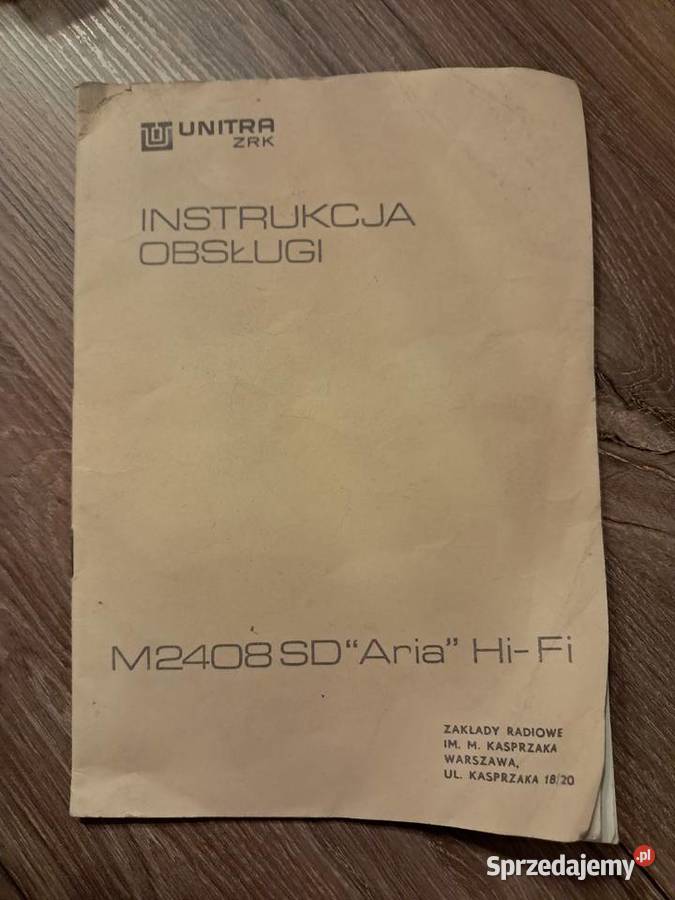 UNITRA
ZRK
INSTRUKCJA
OBSŁUGI
M2408 SD "Aria" Hi-Fi
ZAKŁADY RADIOWE
IM. M. KASPRZAKA
WARSZAWA,
UL. KASPRZAKA 18/20
Sprzedajemy.pl